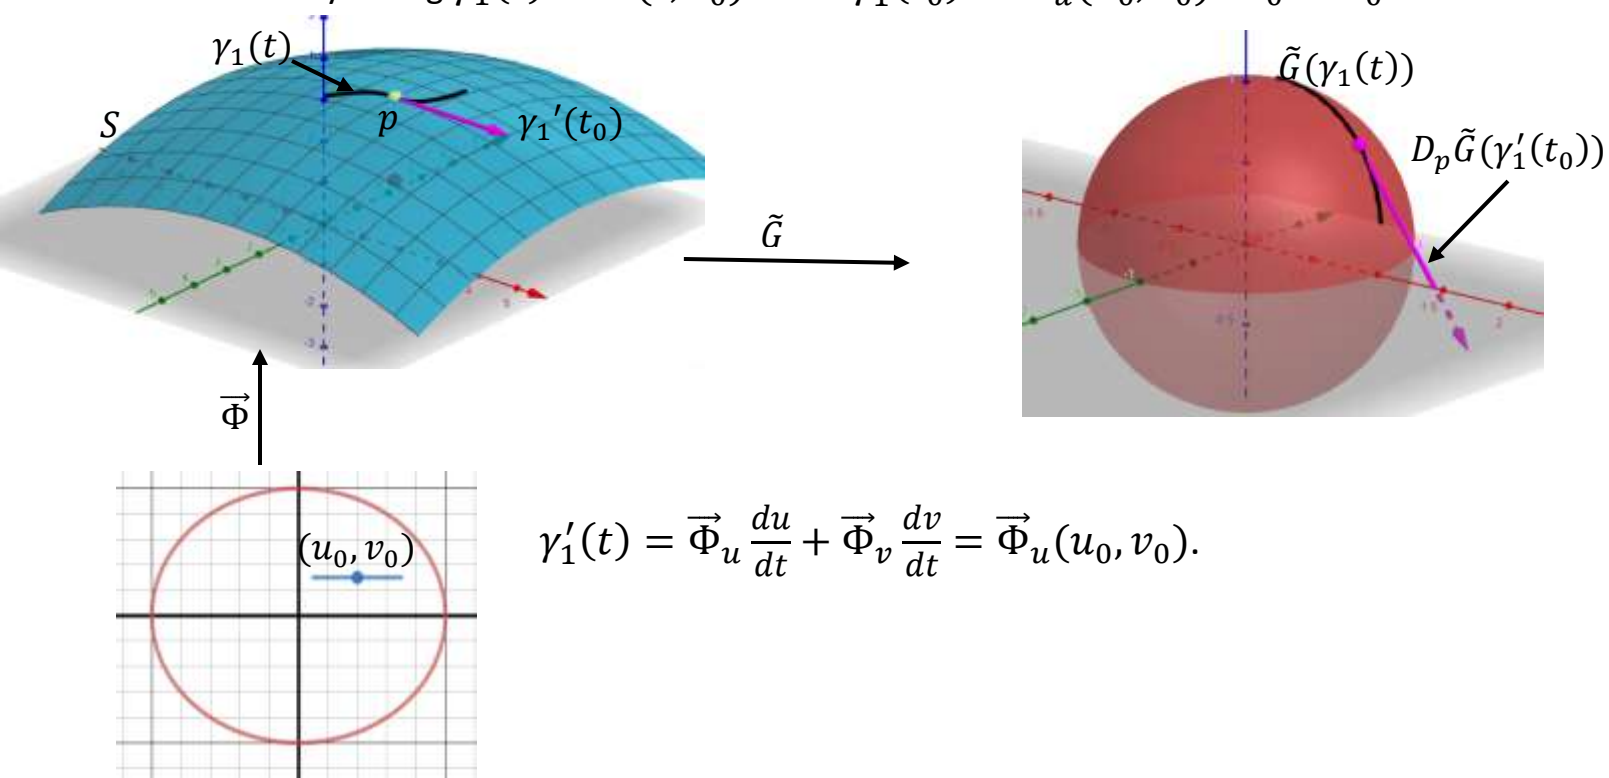 γ₁(t)
S
p
γ₁′(t₀)
G̃(γ₁(t))
D_pG̃(γ₁′(t₀))
G̃
Φ⃗
(u₀, v₀)
γ₁′(t) = Φ⃗_u du/dt + Φ⃗_v dv/dt = Φ⃗_u(u₀, v₀).